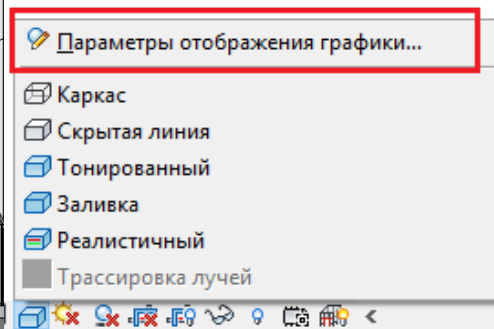 Параметры отображения графики...
Каркас
Скрытая линия
Тонированный
Заливка
Реалистичный
Трассировка лучей